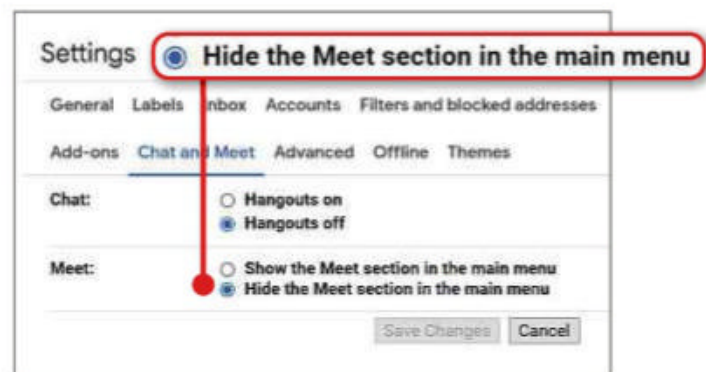 Settings
Hide the Meet section in the main menu
General Labels Inbox Accounts Filters and blocked addresses
Add-ons Chat and Meet Advanced Offline Themes
Chat: Hangouts on
Hangouts off
Meet: Show the Meet section in the main menu
Hide the Meet section in the main menu
Save Changes Cancel